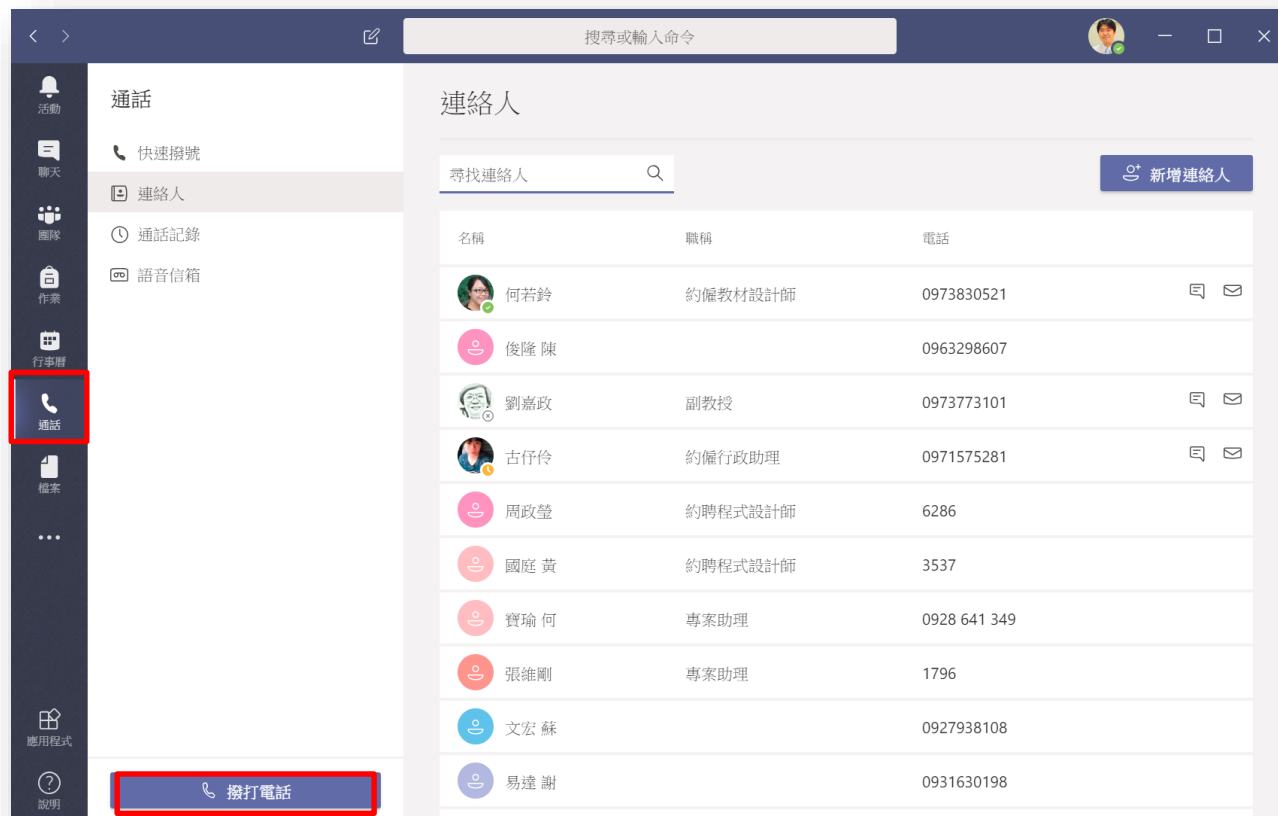 搜尋或輸入命令
活動
聊天
團隊
作業
行事曆
通話
檔案
應用程式
說明
通話
快速撥號
連絡人
通話記錄
語音信箱
撥打電話
連絡人
尋找連絡人
新增連絡人
名稱 職稱 電話
何若鈴 約僱教材設計師 0973830521
俊隆 陳 0963298607
劉嘉政 副教授 0973773101
古伃伶 約僱行政助理 0971575281
周政瑩 約聘程式設計師 6286
國庭 黃 約聘程式設計師 3537
寶瑜 何 專案助理 0928 641 349
張維剛 專案助理 1796
文宏 蘇 0927938108
易達 謝 0931630198